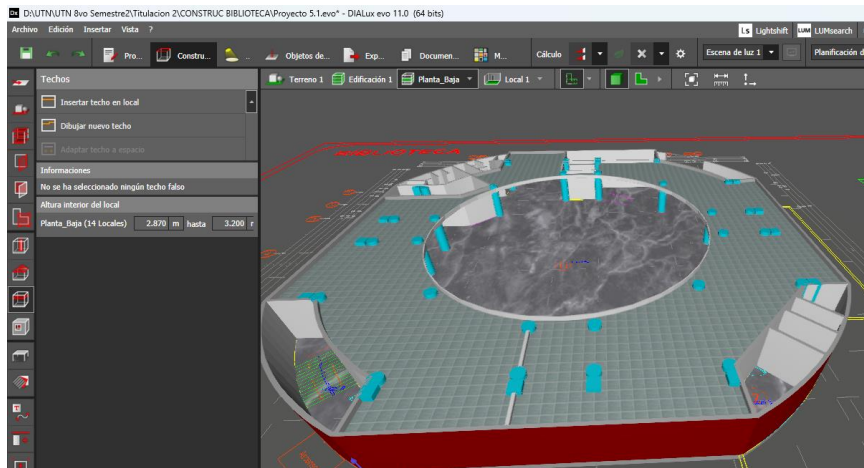 D:\UTN\UTN 8vo Semestre2\Titulacion 2\CONSTRUC BIBLIOTECA\Proyecto 5.1.evo* - DIALux evo 11.0 (64 bits)
Archivo Edición Insertar Vista ?
Ls Lightshift LUM LUMsearch
Pro... Constru... .. Objetos de... Exp... Documen... M... Cálculo Escena de luz 1 Planificación d
Techos
Terreno 1 Edificación 1 Planta_Baja Local 1
Insertar techo en local
Dibujar nuevo techo
Adaptar techo a espacio
Informaciones
No se ha seleccionado ningún techo falso
Altura interior del local
Planta_Baja (14 Locales) 2.870 m hasta 3.200 r